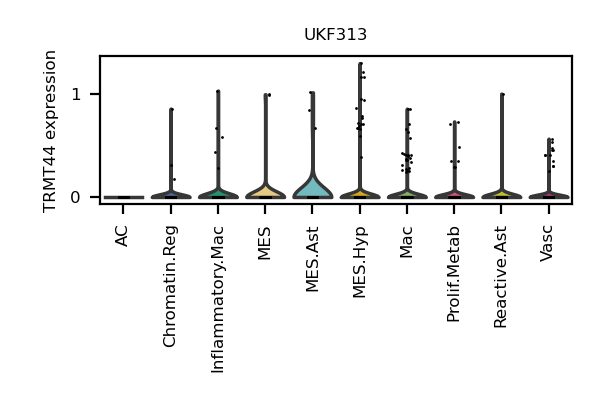 UKF313
TRMT44 expression
1
0
AC
Chromatin.Reg
Inflammatory.Mac
MES
MES.Ast
MES.Hyp
Mac
Prolif.Metab
Reactive.Ast
Vasc